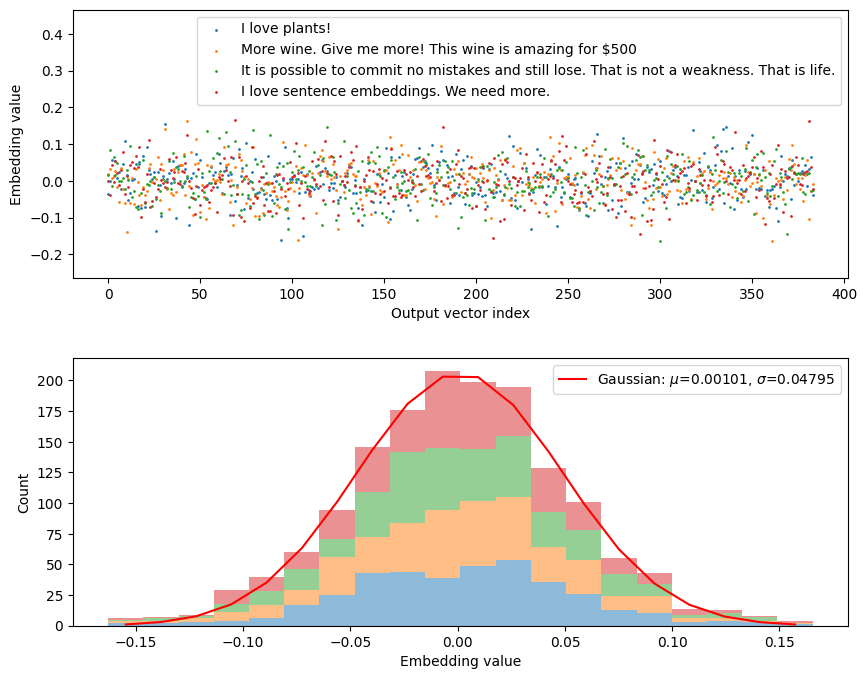 I love plants!
More wine. Give me more! This wine is amazing for $500
It is possible to commit no mistakes and still lose. That is not a weakness. That is life.
I love sentence embeddings. We need more.
Embedding value
0.4
0.3
0.2
0.1
0.0
−0.1
−0.2
0 50 100 150 200 250 300 350 400
Output vector index
Gaussian: μ=0.00101, σ=0.04795
Count
200
175
150
125
100
75
50
25
0
−0.15 −0.10 −0.05 0.00 0.05 0.10 0.15
Embedding value